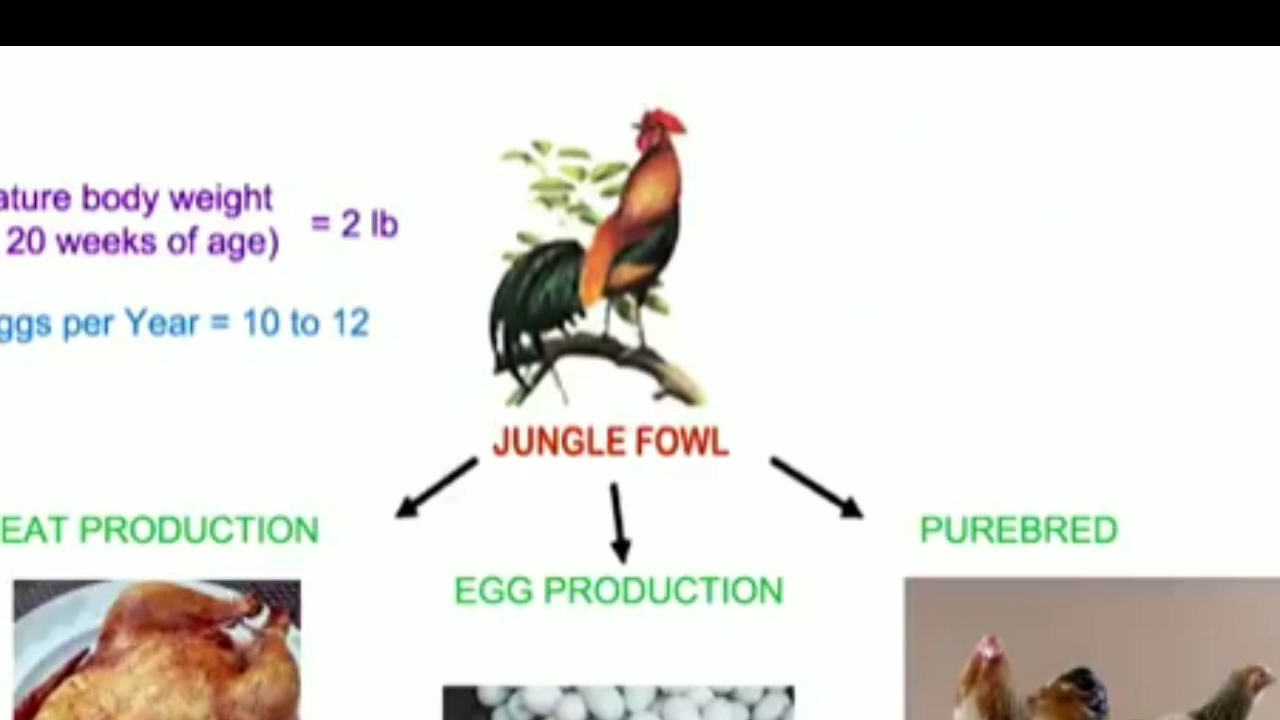 ature body weight
20 weeks of age)
= 2 lb
ggs per Year = 10 to 12
JUNGLE FOWL
EAT PRODUCTION
PUREBRED
EGG PRODUCTION